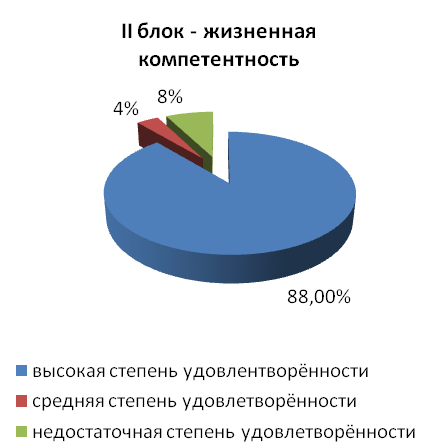 II блок - жизненная
компетентность
8%
4%
88,00%
высокая степень удовлентворённости
средняя степень удовлетворённости
недостаточная степень удовлетворённости